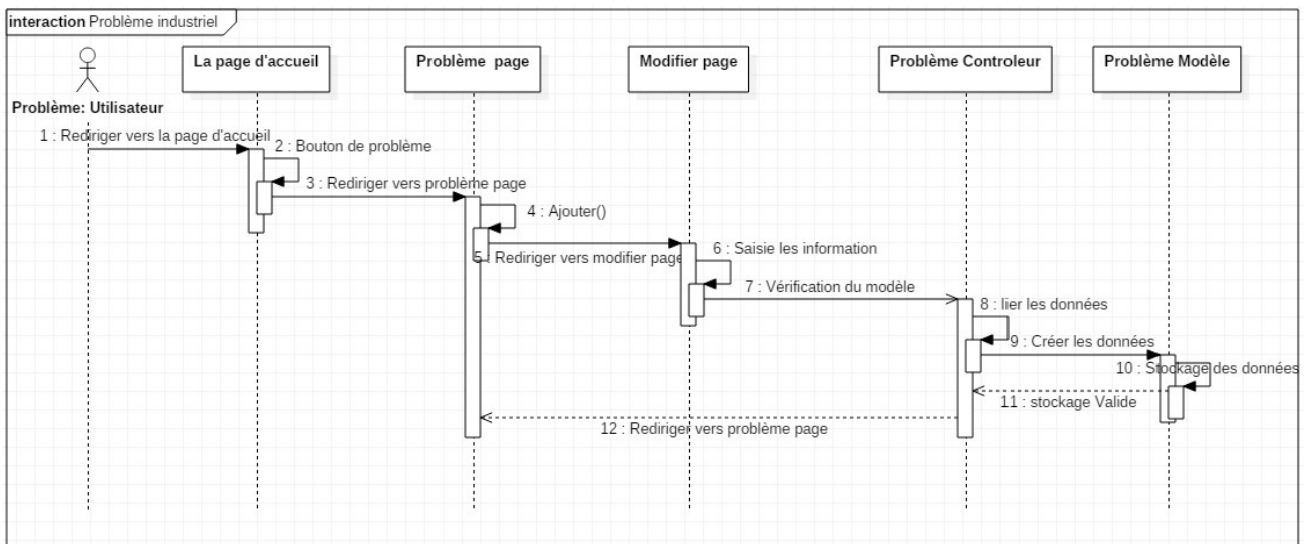 interaction Problème industriel
La page d'accueil
Problème page
Modifier page
Problème Controleur
Problème Modèle
Problème: Utilisateur
1 : Rediriger vers la page d'accueil
2 : Bouton de problème
3 : Rediriger vers problème page
4 : Ajouter()
5 : Rediriger vers modifier page
6 : Saisie les information
7 : Vérification du modèle
8 : lier les données
9 : Créer les données
10 : Stockage des données
11 : stockage Valide
12 : Rediriger vers problème page